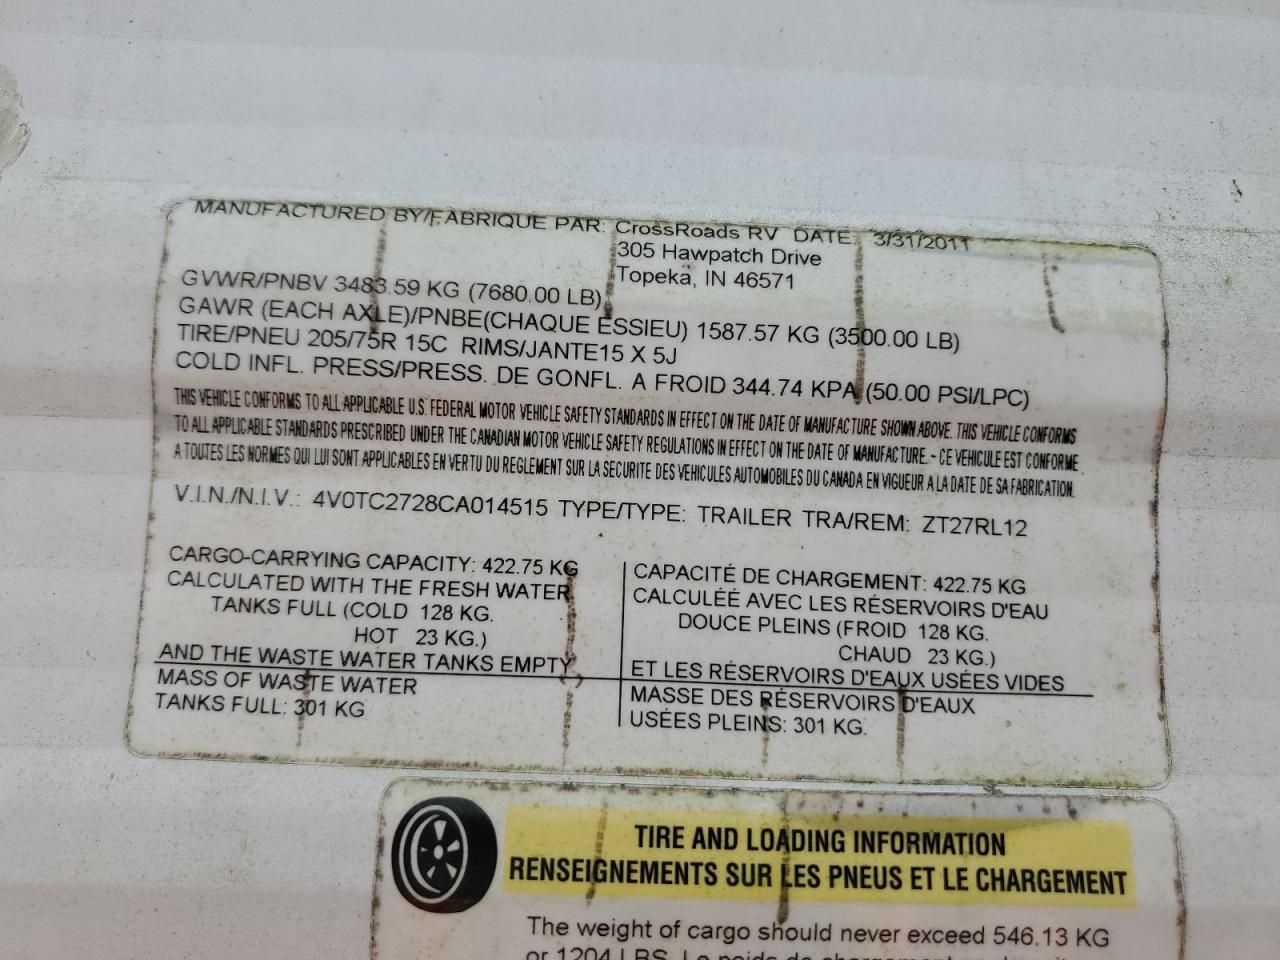 MANUFACTURED BY/FABRIQUE PAR: CrossRoads RV DATE: 3/31/2011
305 Hawpatch Drive
Topeka, IN 46571
GVWR/PNBV 3483.59 KG (7680.00 LB)
GAWR (EACH AXLE)/PNBE(CHAQUE ESSIEU) 1587.57 KG (3500.00 LB)
TIRE/PNEU 205/75R 15C RIMS/JANTE15 X 5J
COLD INFL. PRESS/PRESS. DE GONFL. A FROID 344.74 KPA (50.00 PSI/LPC)
THIS VEHICLE CONFORMS TO ALL APPLICABLE U.S. FEDERAL MOTOR VEHICLE SAFETY STANDARDS IN EFFECT ON THE DATE OF MANUFACTURE SHOWN ABOVE. THIS VEHICLE CONFORMS
TO ALL APPLICABLE STANDARDS PRESCRIBED UNDER THE CANADIAN MOTOR VEHICLE SAFETY REGULATIONS IN EFFECT ON THE DATE OF MANUFACTURE. - CE VEHICULE EST CONFORME
A TOUTES LES NORMES QUI LUI SONT APPLICABLES EN VERTU DU REGLEMENT SUR LA SECURITE DES VEHICULES AUTOMOBILES DU CANADA EN VIGUEUR A LA DATE DE SA FABRICATION.
V.I.N./N.I.V.: 4V0TC2728CA014515 TYPE/TYPE: TRAILER TRA/REM: ZT27RL12
CARGO-CARRYING CAPACITY: 422.75 KG
CALCULATED WITH THE FRESH WATER
TANKS FULL (COLD 128 KG.
HOT 23 KG.)
AND THE WASTE WATER TANKS EMPTY
MASS OF WASTE WATER
TANKS FULL: 301 KG
CAPACITÉ DE CHARGEMENT: 422.75 KG
CALCULÉE AVEC LES RÉSERVOIRS D'EAU
DOUCE PLEINS (FROID 128 KG.
CHAUD 23 KG.)
ET LES RÉSERVOIRS D'EAUX USÉES VIDES
MASSE DES RÉSERVOIRS D'EAUX
USÉES PLEINS: 301 KG.
TIRE AND LOADING INFORMATION
RENSEIGNEMENTS SUR LES PNEUS ET LE CHARGEMENT
The weight of cargo should never exceed 546.13 KG
or 1204 LBS. Le poids de chargement